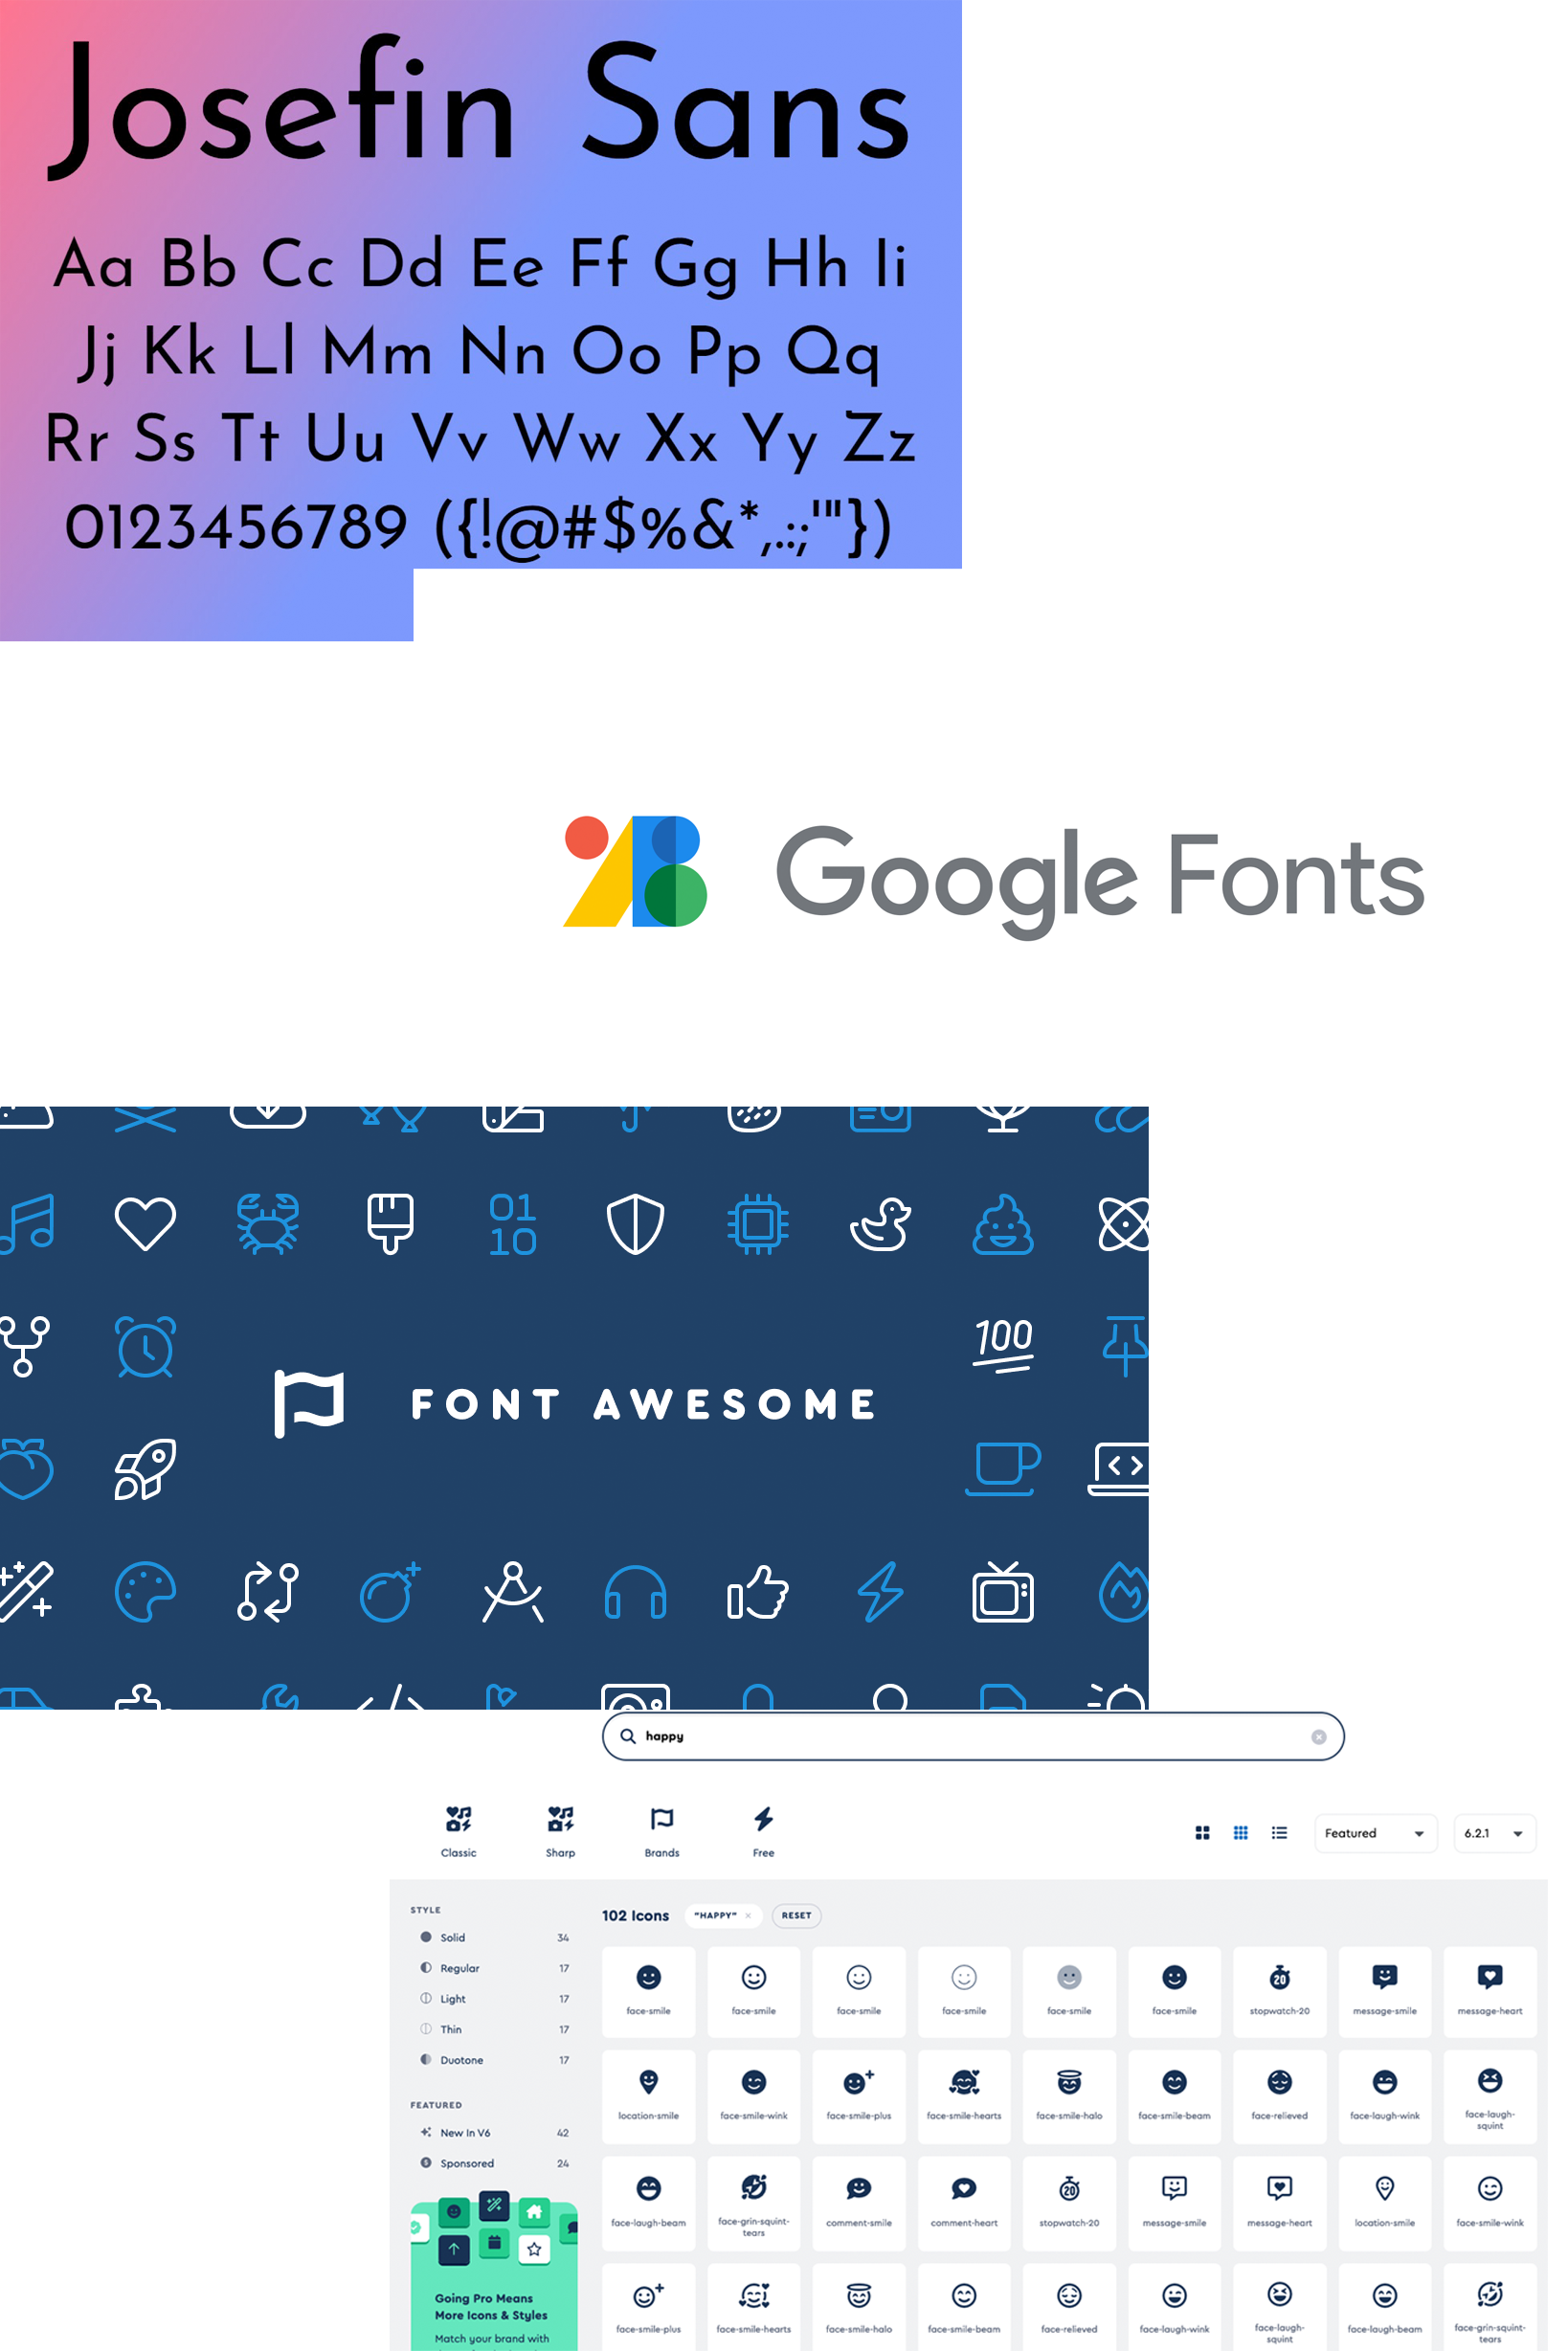 Josefin Sans
Aa Bb Cc Dd Ee Ff Gg Hh Ii
Jj Kk Ll Mm Nn Oo Pp Qq
Rr Ss Tt Uu Vv Ww Xx Yy Zz
0123456789 ({!@#$%&*,.:;'"})
Google Fonts
01
10
100
FONT AWESOME
happy
Classic Sharp Brands Free
Featured 6.2.1
STYLE
Solid 34
Regular 17
Light 17
Thin 17
Duotone 17
FEATURED
New In V6 42
Sponsored 24
Going Pro Means
More Icons & Styles
Match your brand with
102 Icons "HAPPY" × RESET
face-smile face-smile face-smile face-smile face-smile face-smile stopwatch-20 message-smile message-heart
20
location-smile face-smile-wink face-smile-plus face-smile-hearts face-smile-halo face-smile-beam face-relieved face-laugh-wink face-laugh-
squint
face-laugh-beam face-grin-squint- comment-smile comment-heart stopwatch-20 message-smile message-heart location-smile face-smile-wink
tears
20
face-smile-plus face-smile-hearts face-smile-halo face-smile-beam face-relieved face-laugh-wink face-laugh- face-laugh-beam face-grin-squint-
squint tears